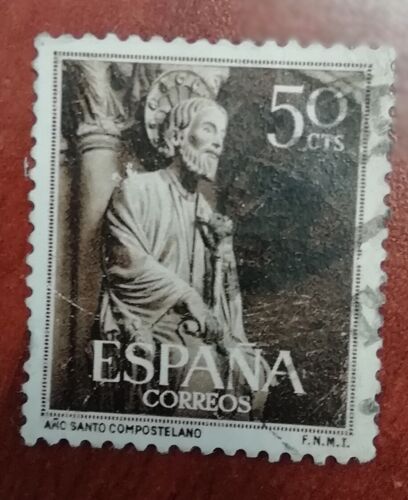 50
CTS
ESPAÑA
CORREOS
AÑO SANTO COMPOSTELANO F.N.M.T.